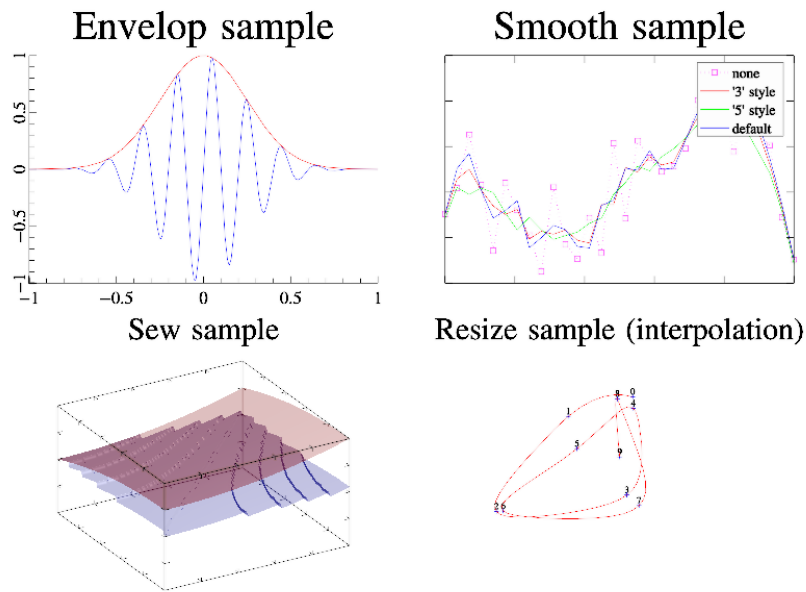 Envelop sample
Smooth sample
1
0.5
0
−0.5
−1
−1
−0.5
0
0.5
1
none
'3' style
'5' style
default
Sew sample
Resize sample (interpolation)
8
0
1
4
5
9
3
2
6
7